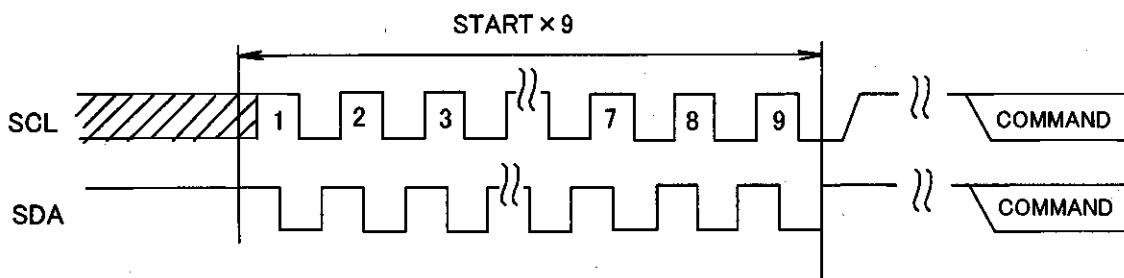 START×9
SCL 1 2 3 7 8 9 COMMAND
SDA COMMAND